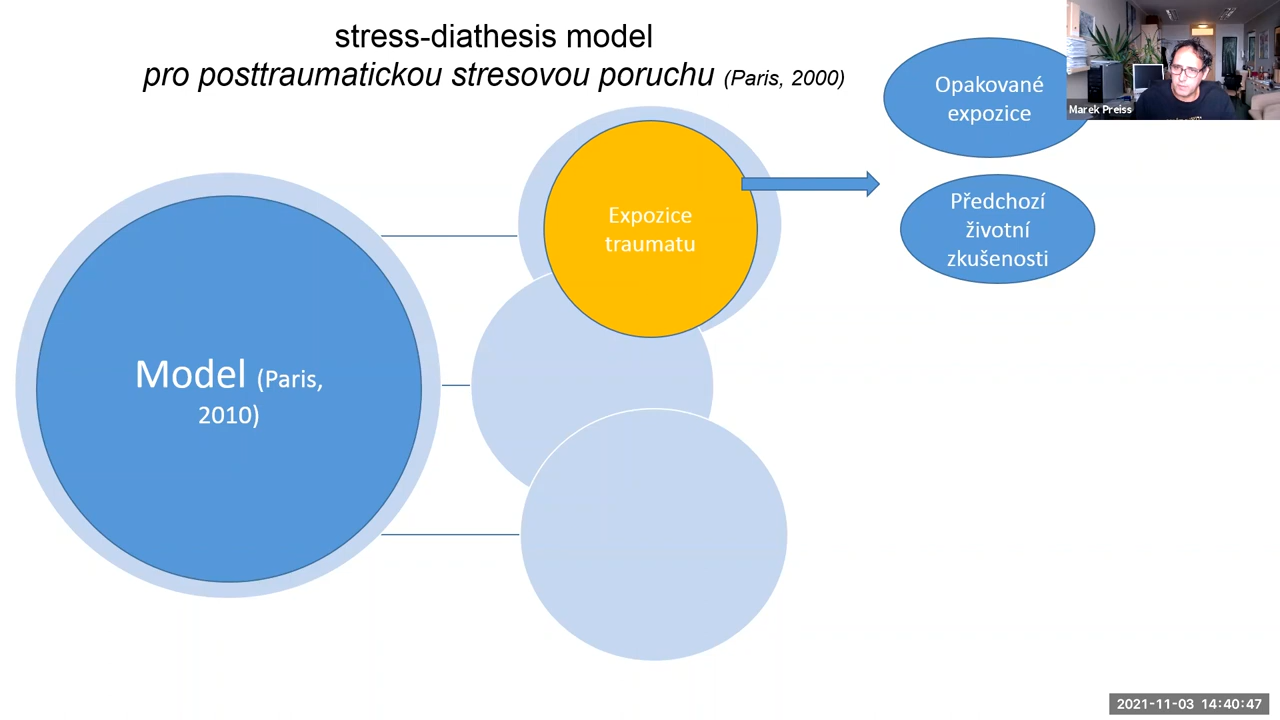 stress-diathesis model
pro posttraumatickou stresovou poruchu (Paris, 2000)
Opakované
expozice
Marek Preiss
Expozice
traumatu
Předchozí
životní
zkušenosti
Model (Paris,
2010)
2021-11-03 14:40:47